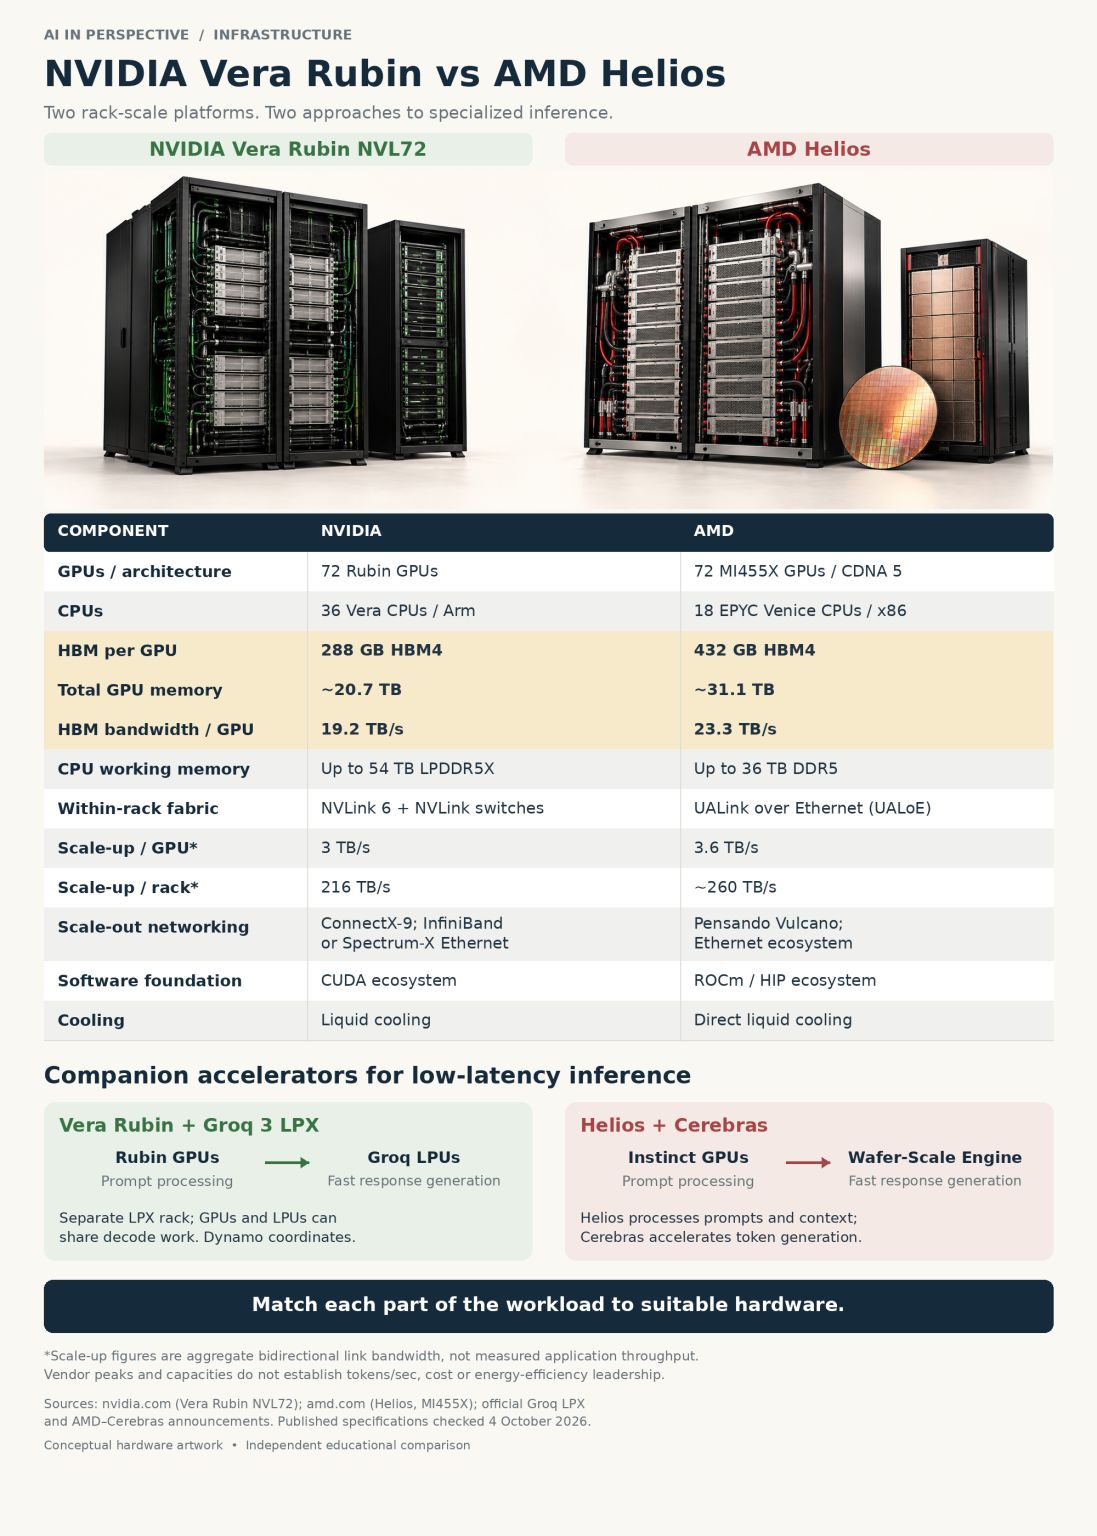 AI IN PERSPECTIVE / INFRASTRUCTURE
NVIDIA Vera Rubin vs AMD Helios
Two rack-scale platforms. Two approaches to specialized inference.
NVIDIA Vera Rubin NVL72
AMD Helios
COMPONENT NVIDIA AMD
GPUs / architecture 72 Rubin GPUs 72 MI455X GPUs / CDNA 5
CPUs 36 Vera CPUs / Arm 18 EPYC Venice CPUs / x86
HBM per GPU 288 GB HBM4 432 GB HBM4
Total GPU memory ~20.7 TB ~31.1 TB
HBM bandwidth / GPU 19.2 TB/s 23.3 TB/s
CPU working memory Up to 54 TB LPDDR5X Up to 36 TB DDR5
Within-rack fabric NVLink 6 + NVLink switches UALink over Ethernet (UALoE)
Scale-up / GPU* 3 TB/s 3.6 TB/s
Scale-up / rack* 216 TB/s ~260 TB/s
Scale-out networking ConnectX-9; InfiniBand
or Spectrum-X Ethernet Pensando Vulcano;
Ethernet ecosystem
Software foundation CUDA ecosystem ROCm / HIP ecosystem
Cooling Liquid cooling Direct liquid cooling
Companion accelerators for low-latency inference
Vera Rubin + Groq 3 LPX
Rubin GPUs Groq LPUs
Prompt processing Fast response generation
Separate LPX rack; GPUs and LPUs can
share decode work. Dynamo coordinates.
Helios + Cerebras
Instinct GPUs Wafer-Scale Engine
Prompt processing Fast response generation
Helios processes prompts and context;
Cerebras accelerates token generation.
Match each part of the workload to suitable hardware.
*Scale-up figures are aggregate bidirectional link bandwidth, not measured application throughput.
Vendor peaks and capacities do not establish tokens/sec, cost or energy-efficiency leadership.
Sources: nvidia.com (Vera Rubin NVL72); amd.com (Helios, MI455X); official Groq LPX
and AMD–Cerebras announcements. Published specifications checked 4 October 2026.
Conceptual hardware artwork • Independent educational comparison